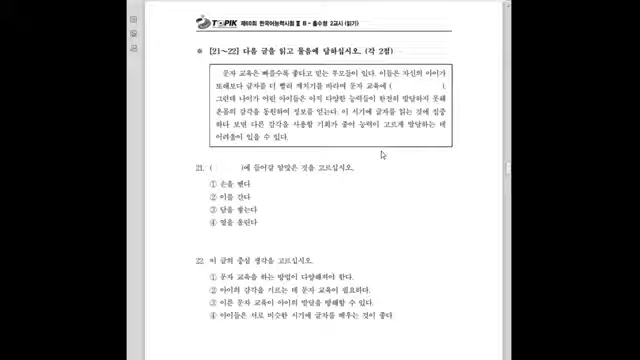 TOPIK 제60회 한국어능력시험 Ⅱ B - 홀수형 2교시 (읽기)
※ [21~22] 다음 글을 읽고 물음에 답하십시오. (각 2점)
문자 교육은 빠를수록 좋다고 믿는 부모들이 있다. 이들은 자신의 아이가
또래보다 글자를 더 빨리 깨치기를 바라며 문자 교육에 ( ).
그런데 나이가 어린 아이들은 아직 다양한 능력들이 완전히 발달하지 못해
온몸의 감각을 동원하여 정보를 얻는다. 이 시기에 글자를 읽는 것에 집중
하다 보면 다른 감각을 사용할 기회가 줄어 능력이 고르게 발달하는 데
어려움이 있을 수 있다.
21. ( )에 들어갈 알맞은 것을 고르십시오.
① 손을 뗀다
② 이를 간다
③ 담을 쌓는다
④ 열을 올린다
22. 이 글의 중심 생각을 고르십시오.
① 문자 교육을 하는 방법이 다양해져야 한다.
② 아이의 감각을 기르는 데 문자 교육이 필요하다.
③ 이른 문자 교육이 아이의 발달을 방해할 수 있다.
④ 아이들은 서로 비슷한 시기에 글자를 배우는 것이 좋다